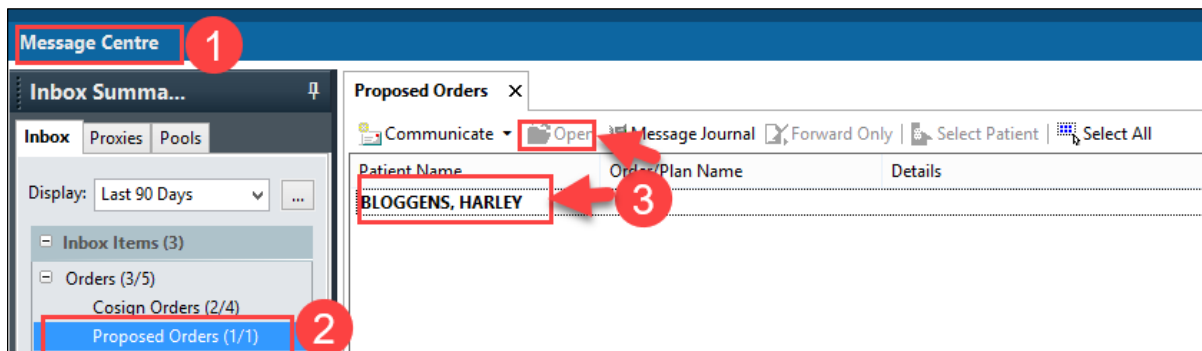 Message Centre 1
Inbox Summa...
Proposed Orders X
Inbox Proxies Pools
Communicate Open Message Journal Forward Only Select Patient Select All
Patient Name Order/Plan Name Details
Display: Last 90 Days ...
BLOGGENS, HARLEY 3
Inbox Items (3)
Orders (3/5)
Cosign Orders (2/4)
Proposed Orders (1/1) 2